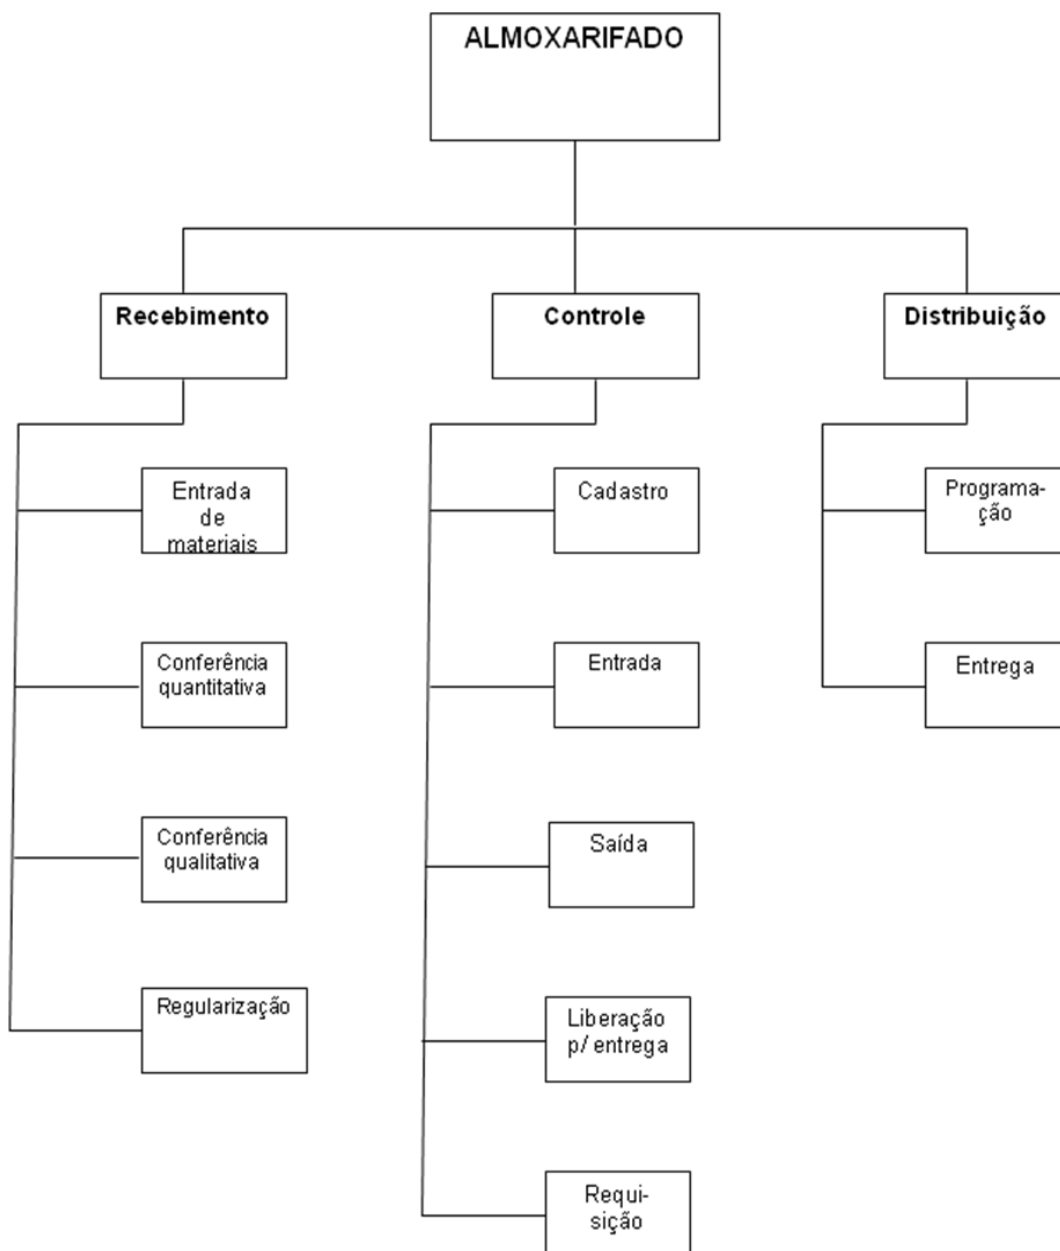 ALMOXARIFADO
Recebimento
Controle
Distribuição
Entrada
de
materiais
Cadastro
Programa-
ção
Conferência
quantitativa
Entrada
Entrega
Conferência
qualitativa
Saída
Regularização
Liberação
p/ entrega
Requi-
sição